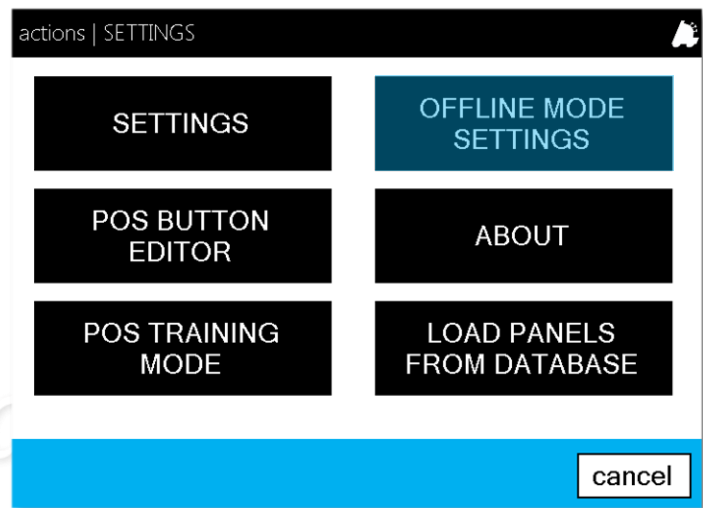 actions | SETTINGS
SETTINGS
OFFLINE MODE
SETTINGS
POS BUTTON
EDITOR
ABOUT
POS TRAINING
MODE
LOAD PANELS
FROM DATABASE
cancel